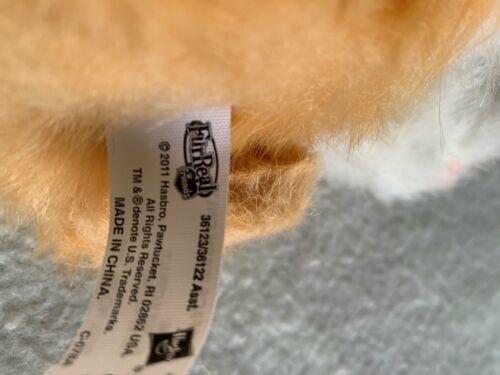 FurReal
Friends
36123/36122 Asst.
© 2011 Hasbro, Pawtucket, RI 02862 USA.
All Rights Reserved.
TM & ® denote U.S. Trademarks.
MADE IN CHINA.
Hasbro